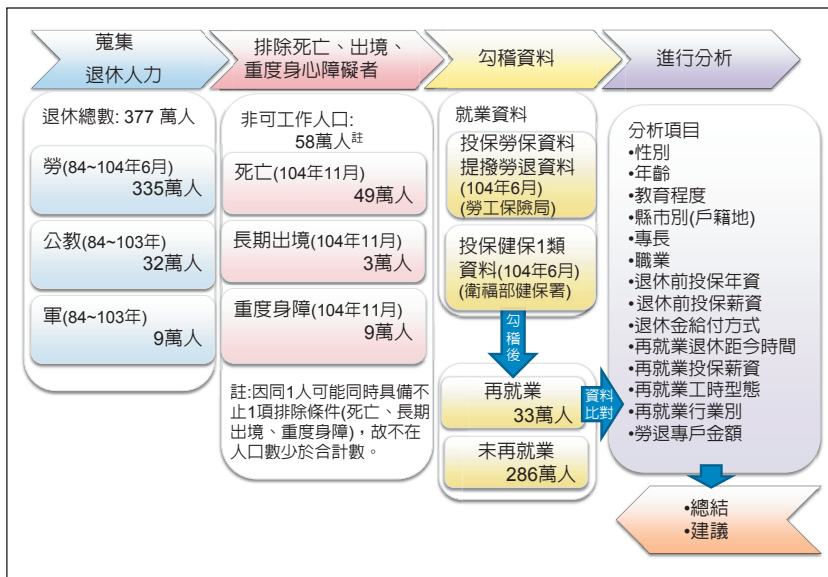 蒐集
退休人力
排除死亡、出境、
重度身心障礙者
勾稽資料
進行分析
退休總數: 377 萬人
勞(84~104年6月)
335萬人
公教(84~103年)
32萬人
軍(84~103年)
9萬人
非可工作人口:
58萬人註
死亡(104年11月)
49萬人
長期出境(104年11月)
3萬人
重度身障(104年11月)
9萬人
註:因同1人可能同時具備不
止1項排除條件(死亡、長期
出境、重度身障)，故不在
人口數少於合計數。
就業資料
投保勞保資料
提撥勞退資料
(104年6月)
(勞工保險局)
投保健保1類
資料(104年6月)
(衛福部健保署)
勾
稽
後
再就業
33萬人
未再就業
286萬人
資料
比對
分析項目
•性別
•年齡
•教育程度
•縣市別(戶籍地)
•專長
•職業
•退休前投保年資
•退休前投保薪資
•退休金給付方式
•再就業退休距今時間
•再就業投保薪資
•再就業工時型態
•再就業行業別
•勞退專戶金額
•總結
•建議